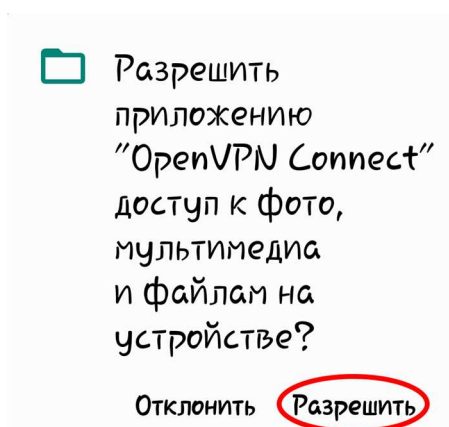 Разрешить
приложению
"OpenVPN Connect"
доступ к фото,
мультимедиа
и файлам на
устройстве?
Отклонить Разрешить